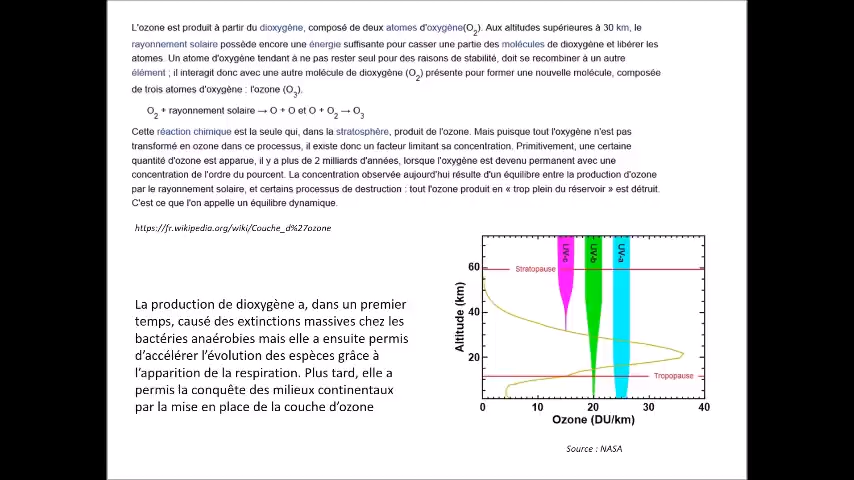 L'ozone est produit à partir du dioxygène, composé de deux atomes d'oxygène(O2). Aux altitudes supérieures à 30 km, le
rayonnement solaire possède encore une énergie suffisante pour casser une partie des molécules de dioxygène et libérer les
atomes. Un atome d'oxygène tendant à ne pas rester seul pour des raisons de stabilité, doit se recombiner à un autre
élément ; il interagit donc avec une autre molécule de dioxygène (O2) présente pour former une nouvelle molécule, composée
de trois atomes d'oxygène : l'ozone (O3).
O2 + rayonnement solaire → O + O et O + O2 → O3
Cette réaction chimique est la seule qui, dans la stratosphère, produit de l'ozone. Mais puisque tout l'oxygène n'est pas
transformé en ozone dans ce processus, il existe donc un facteur limitant sa concentration. Primitivement, une certaine
quantité d'ozone est apparue, il y a plus de 2 milliards d'années, lorsque l'oxygène est devenu permanent avec une
concentration de l'ordre du pourcent. La concentration observée aujourd'hui résulte d'un équilibre entre la production d'ozone
par le rayonnement solaire, et certains processus de destruction : tout l'ozone produit en « trop plein du réservoir » est détruit.
C'est ce que l'on appelle un équilibre dynamique.
https://fr.wikipedia.org/wiki/Couche_d%27ozone
La production de dioxygène a, dans un premier
temps, causé des extinctions massives chez les
bactéries anaérobies mais elle a ensuite permis
d'accélérer l'évolution des espèces grâce à
l'apparition de la respiration. Plus tard, elle a
permis la conquête des milieux continentaux
par la mise en place de la couche d'ozone
UV-c
UV-b
UV-a
Stratopause
Tropopause
Altitude (km)
60
40
20
0 10 20 30 40
Ozone (DU/km)
Source : NASA